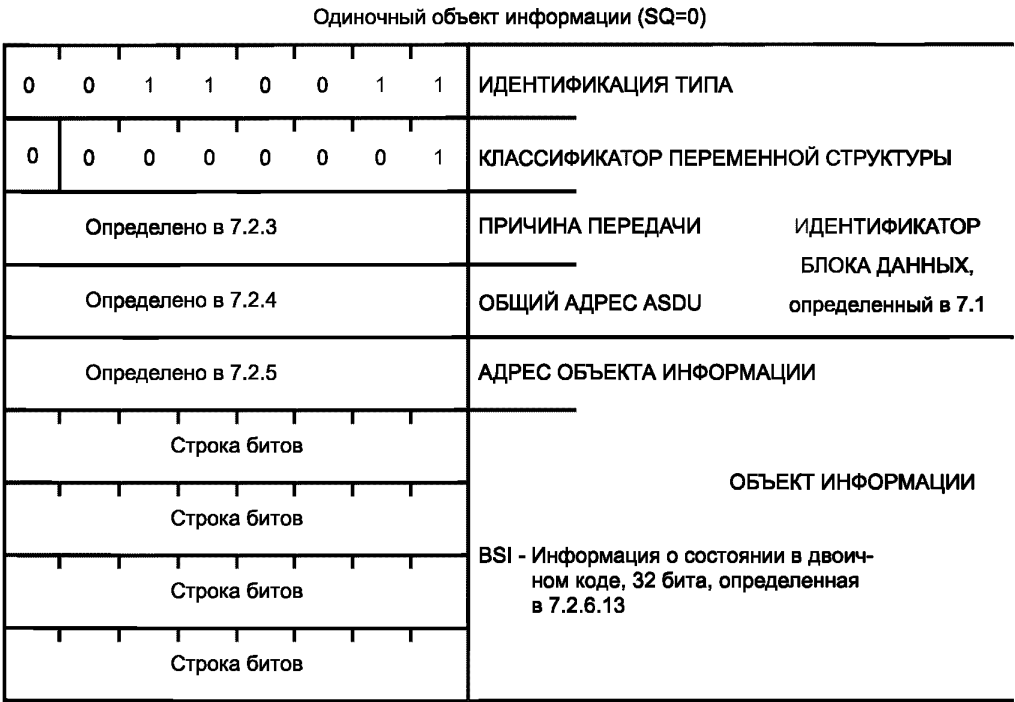 Одиночный объект информации (SQ=0)
0 0 1 1 0 0 1 1 ИДЕНТИФИКАЦИЯ ТИПА
0 0 0 0 0 0 0 1 КЛАССИФИКАТОР ПЕРЕМЕННОЙ СТРУКТУРЫ
Определено в 7.2.3 ПРИЧИНА ПЕРЕДАЧИ ИДЕНТИФИКАТОР
БЛОКА ДАННЫХ,
Определено в 7.2.4 ОБЩИЙ АДРЕС ASDU определенный в 7.1
Определено в 7.2.5 АДРЕС ОБЪЕКТА ИНФОРМАЦИИ
Строка битов
ОБЪЕКТ ИНФОРМАЦИИ
Строка битов
BSI - Информация о состоянии в двоич-
ном коде, 32 бита, определенная
в 7.2.6.13
Строка битов
Строка битов